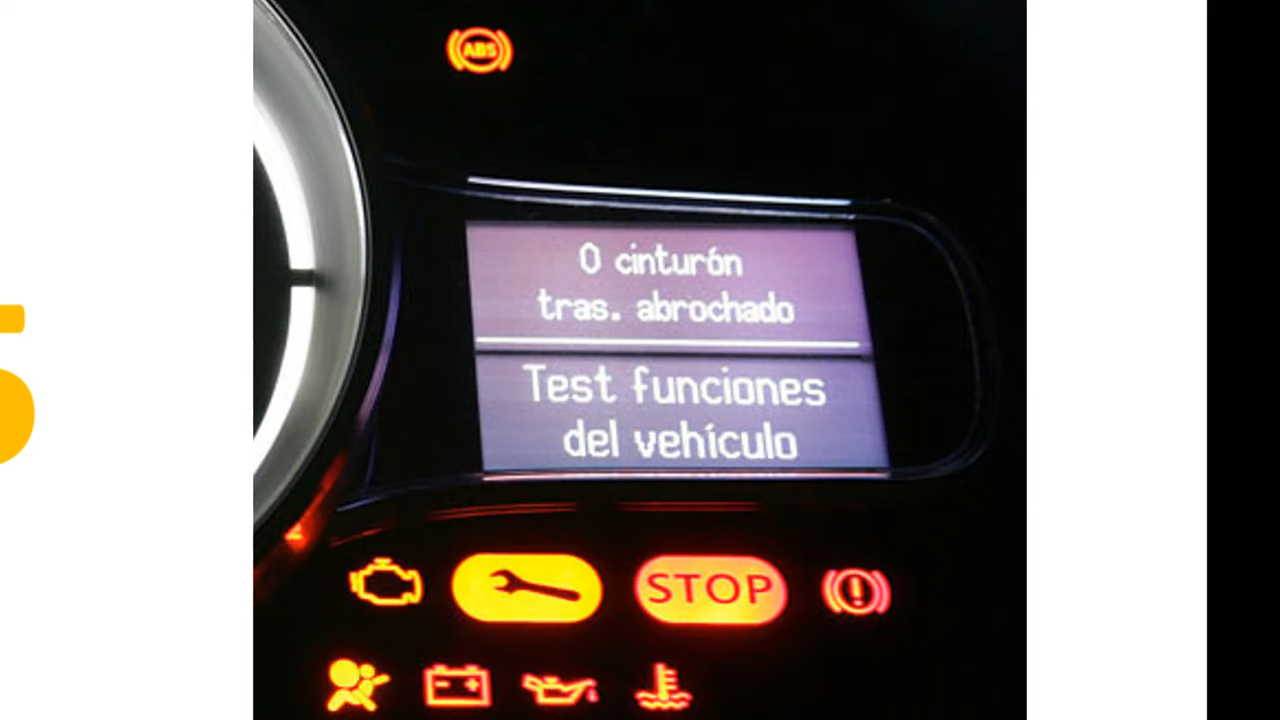 ABS
0 cinturón
tras. abrochado
Test funciones
del vehículo
STOP